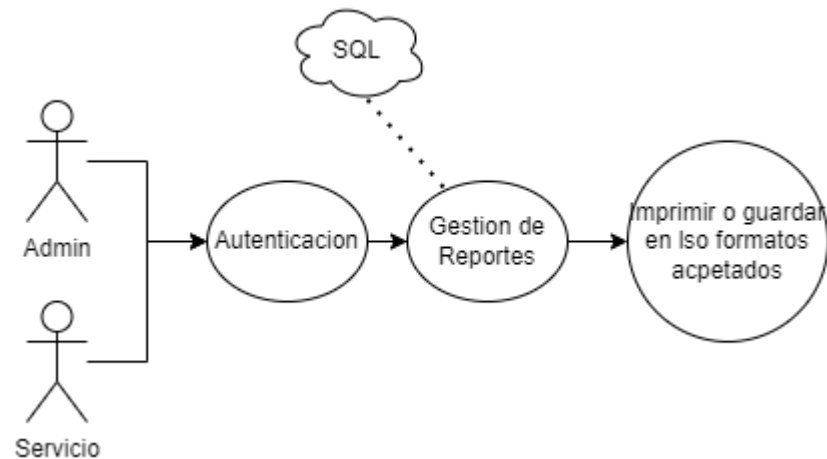 SQL
Admin
Autenticacion
Gestion de
Reportes
Imprimir o guardar
en lso formatos
acpetados
Servicio